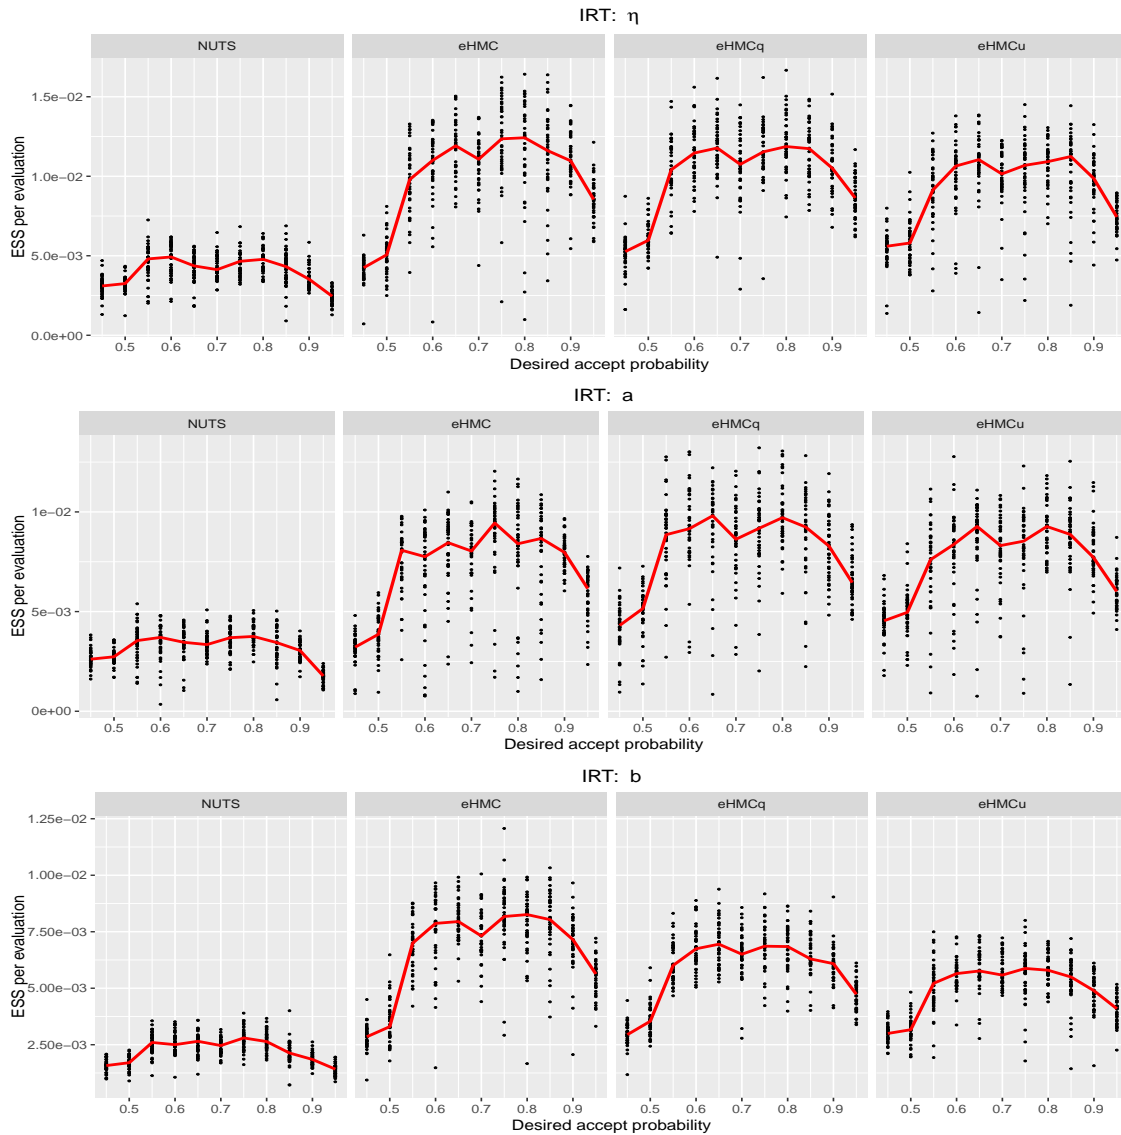 IRT: η
NUTS eHMC eHMCq eHMCu
ESS per evaluation
1.5e−02
1.0e−02
5.0e−03
0.0e+00
0.5 0.6 0.7 0.8 0.9 0.5 0.6 0.7 0.8 0.9 0.5 0.6 0.7 0.8 0.9 0.5 0.6 0.7 0.8 0.9
Desired accept probability
IRT: a
NUTS eHMC eHMCq eHMCu
ESS per evaluation
1e−02
5e−03
0e+00
0.5 0.6 0.7 0.8 0.9 0.5 0.6 0.7 0.8 0.9 0.5 0.6 0.7 0.8 0.9 0.5 0.6 0.7 0.8 0.9
Desired accept probability
IRT: b
NUTS eHMC eHMCq eHMCu
ESS per evaluation
1.25e−02
1.00e−02
7.50e−03
5.00e−03
2.50e−03
0.5 0.6 0.7 0.8 0.9 0.5 0.6 0.7 0.8 0.9 0.5 0.6 0.7 0.8 0.9 0.5 0.6 0.7 0.8 0.9
Desired accept probability